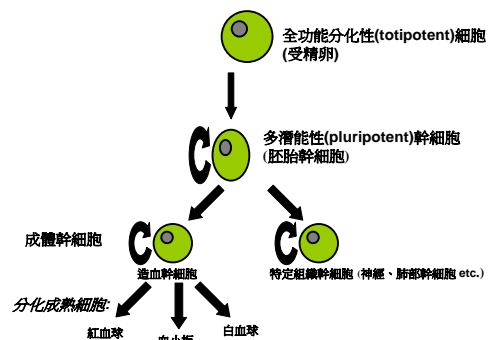 全功能分化性(totipotent)細胞
(受精卵)
多潛能性(pluripotent)幹細胞
(胚胎幹細胞)
成體幹細胞
造血幹細胞
特定組織幹細胞 (神經、肺部幹細胞 etc.)
分化成熟細胞:
紅血球
血小板
白血球